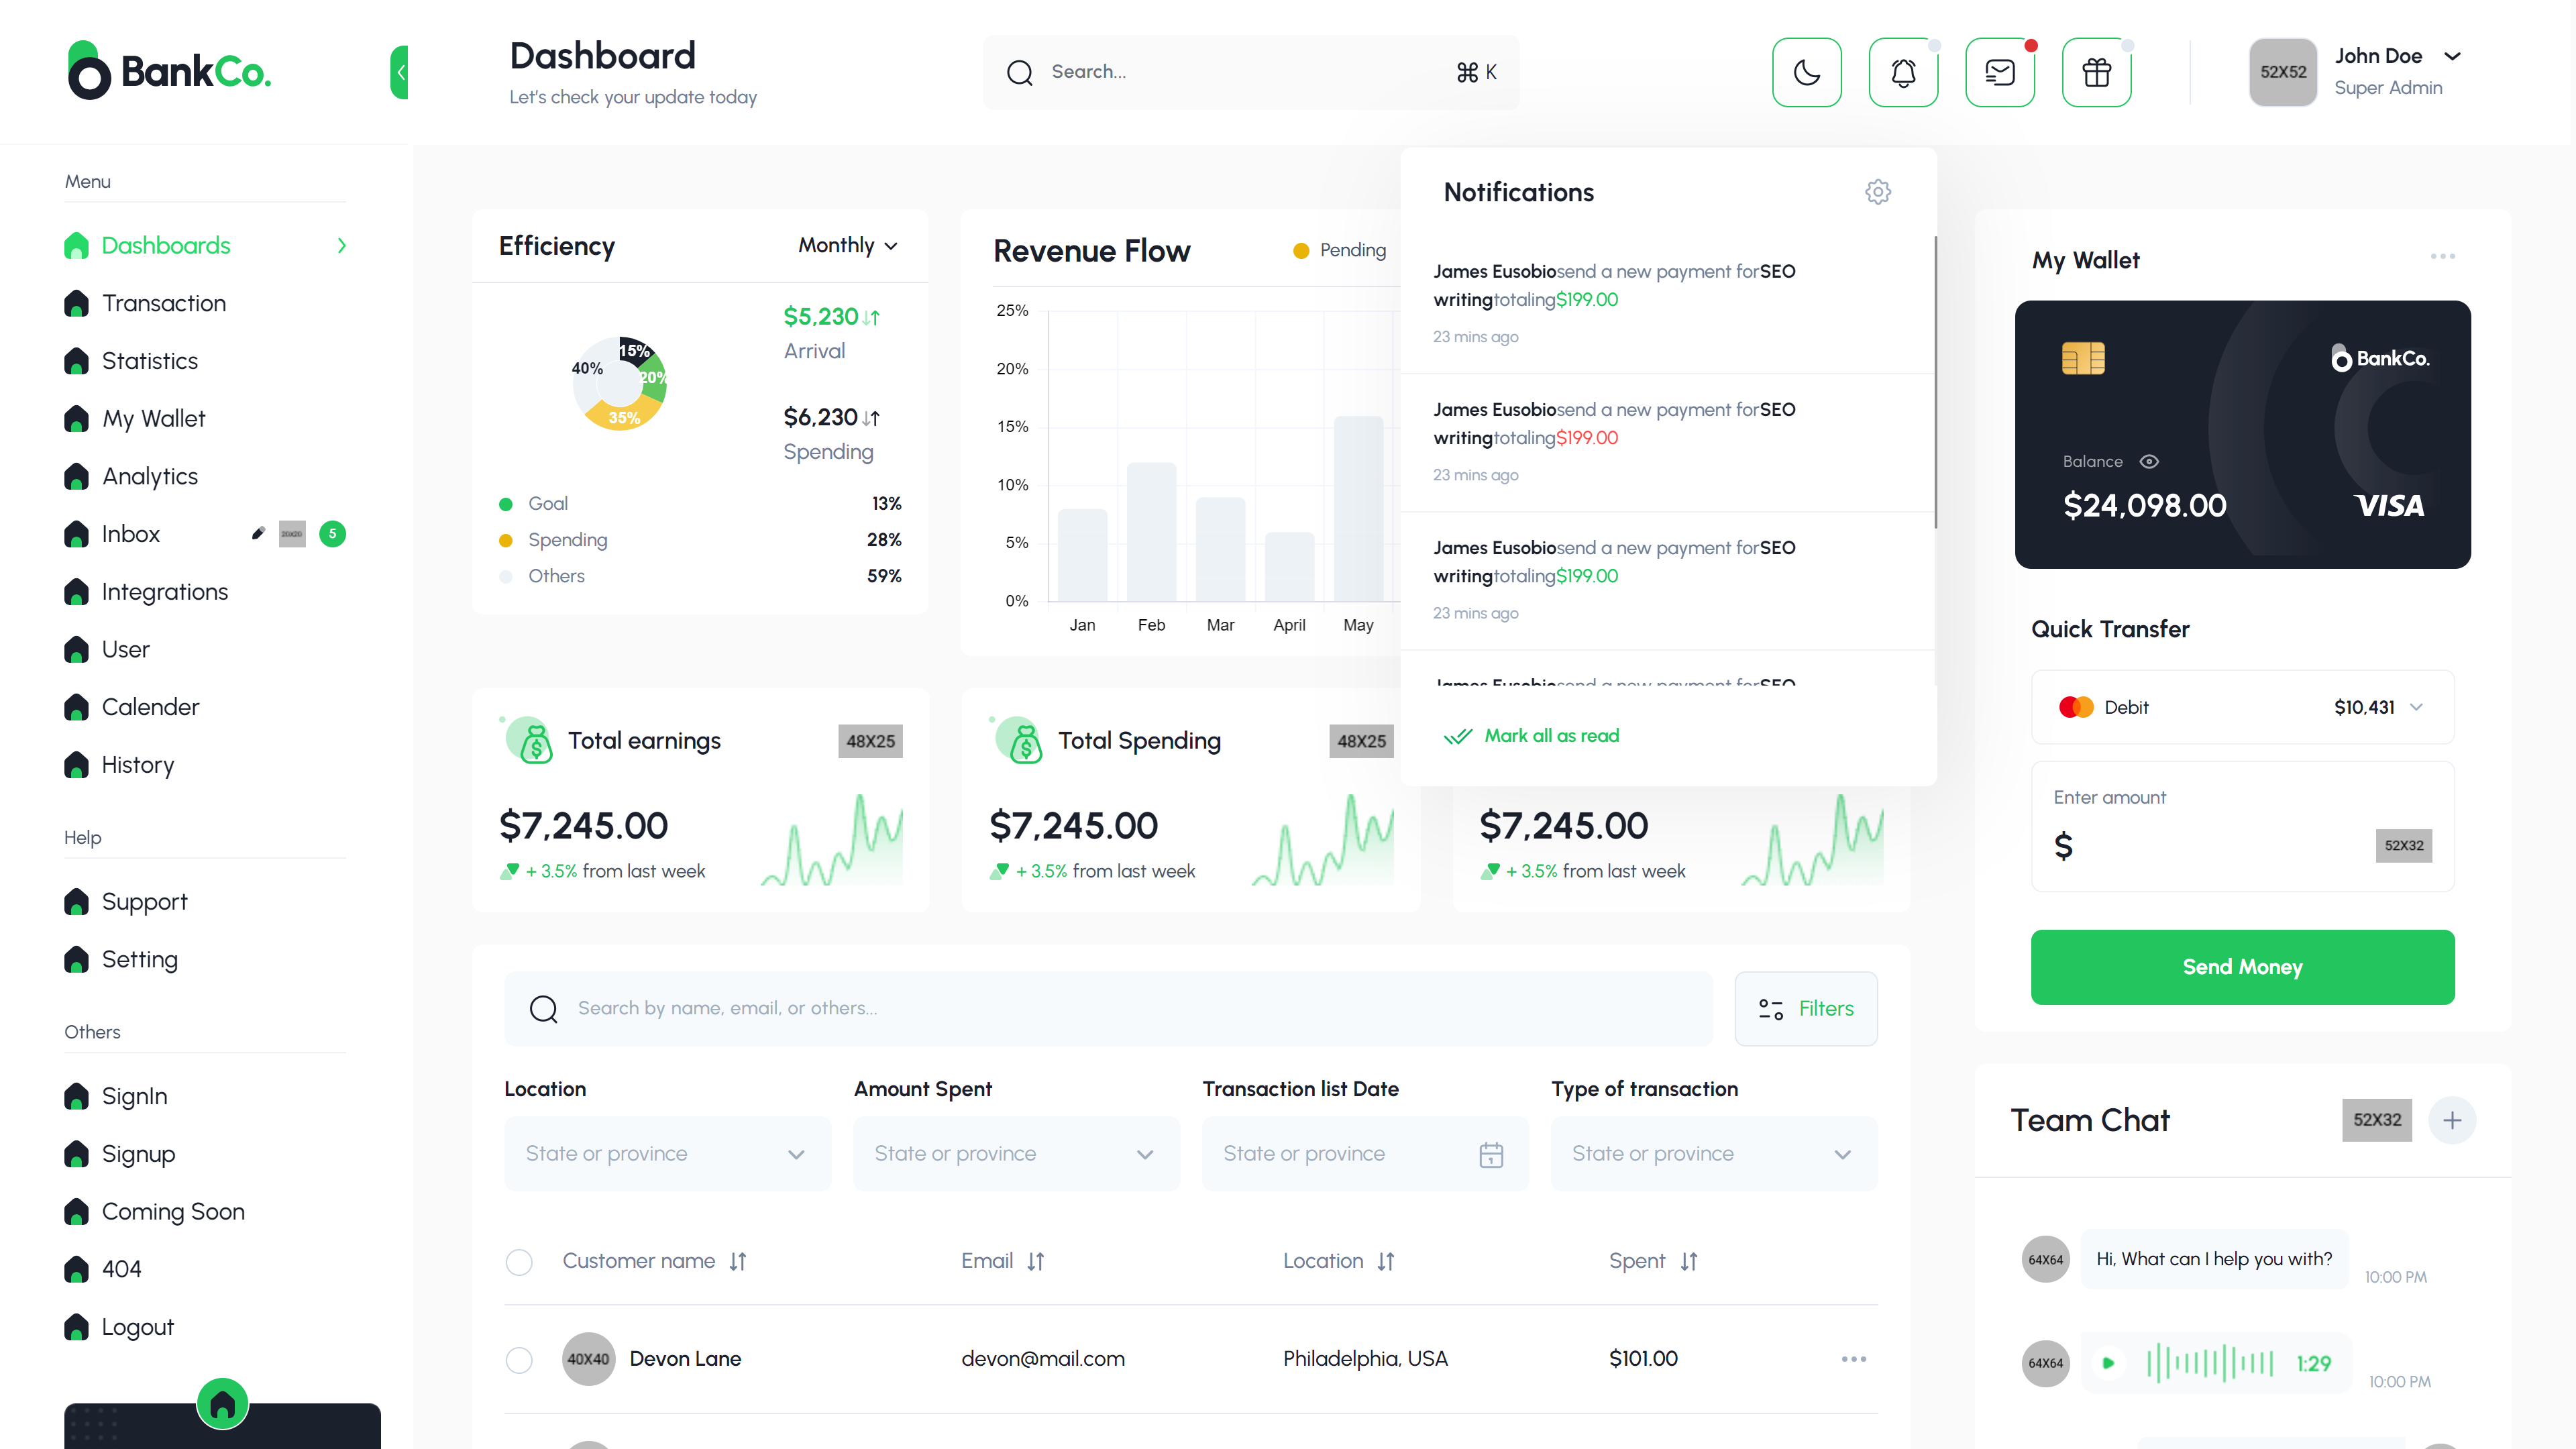 BankCo.
Dashboard
Let's check your update today
Search...
⌘ K
52X52
John Doe
Super Admin
Menu
Dashboards
Transaction
Statistics
My Wallet
Analytics
Inbox
20X20
5
Integrations
User
Calender
History
Help
Support
Setting
Others
SignIn
Signup
Coming Soon
404
Logout
Efficiency
Monthly
15%
20%
35%
40%
$5,230
Arrival
$6,230
Spending
Goal 13%
Spending 28%
Others 59%
Revenue Flow
Pending
25%
20%
15%
10%
5%
0%
Jan Feb Mar April May
Notifications
James Eusobiosend a new payment forSEO
writingtotaling$199.00
23 mins ago
James Eusobiosend a new payment forSEO
writingtotaling$199.00
23 mins ago
James Eusobiosend a new payment forSEO
writingtotaling$199.00
23 mins ago
James Eusobiosend a new payment forSEO
Mark all as read
Total earnings
48X25
$7,245.00
+ 3.5% from last week
Total Spending
48X25
$7,245.00
+ 3.5% from last week
$7,245.00
+ 3.5% from last week
Search by name, email, or others...
Filters
Location
State or province
Amount Spent
State or province
Transaction list Date
State or province
1
Type of transaction
State or province
Customer name Email Location Spent
40X40 Devon Lane devon@mail.com Philadelphia, USA $101.00
My Wallet
BankCo.
Balance
$24,098.00
VISA
Quick Transfer
Debit $10,431
Enter amount
$
52X32
Send Money
Team Chat
52X32
64X64
Hi, What can I help you with?
10:00 PM
64X64
1:29
10:00 PM